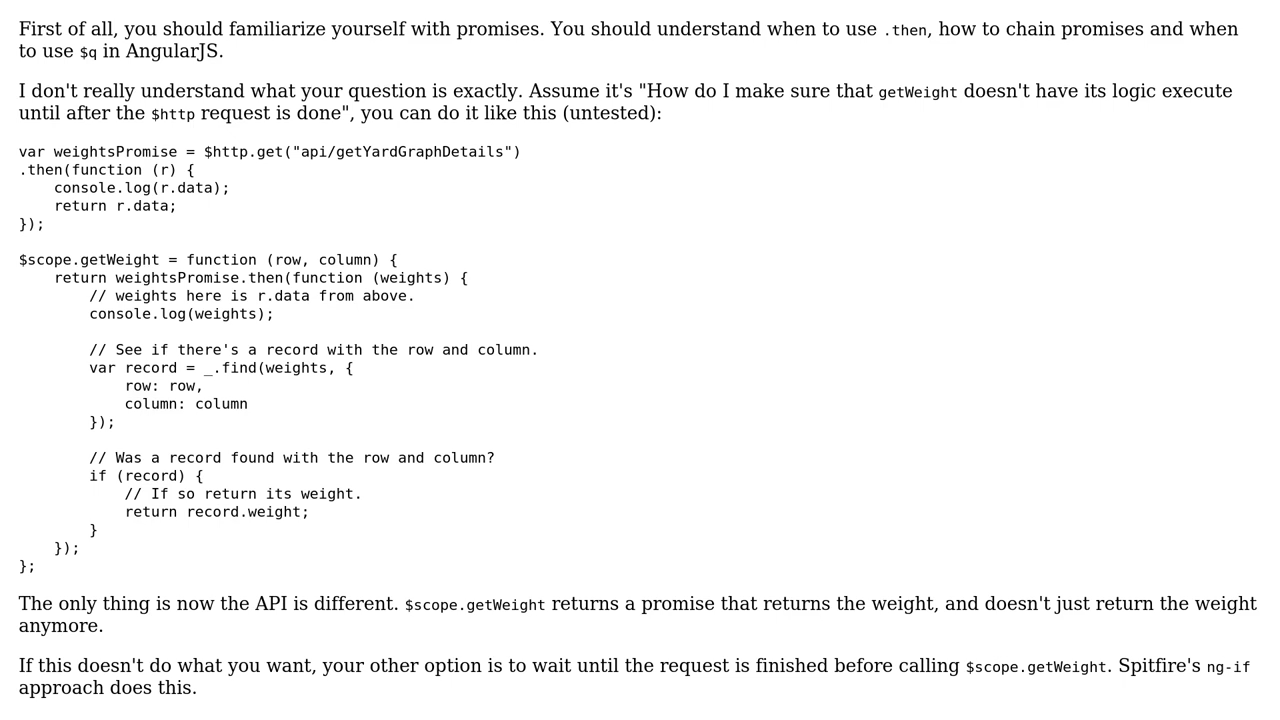 First of all, you should familiarize yourself with promises. You should understand when to use .then, how to chain promises and when
to use $q in AngularJS.
I don't really understand what your question is exactly. Assume it's "How do I make sure that getWeight doesn't have its logic execute
until after the $http request is done", you can do it like this (untested):
var weightsPromise = $http.get("api/getYardGraphDetails")
.then(function (r) {
    console.log(r.data);
    return r.data;
});
$scope.getWeight = function (row, column) {
    return weightsPromise.then(function (weights) {
        // weights here is r.data from above.
        console.log(weights);
        // See if there's a record with the row and column.
        var record = _.find(weights, {
            row: row,
            column: column
        });
        // Was a record found with the row and column?
        if (record) {
            // If so return its weight.
            return record.weight;
        }
    });
};
The only thing is now the API is different. $scope.getWeight returns a promise that returns the weight, and doesn't just return the weight
anymore.
If this doesn't do what you want, your other option is to wait until the request is finished before calling $scope.getWeight. Spitfire's ng-if
approach does this.